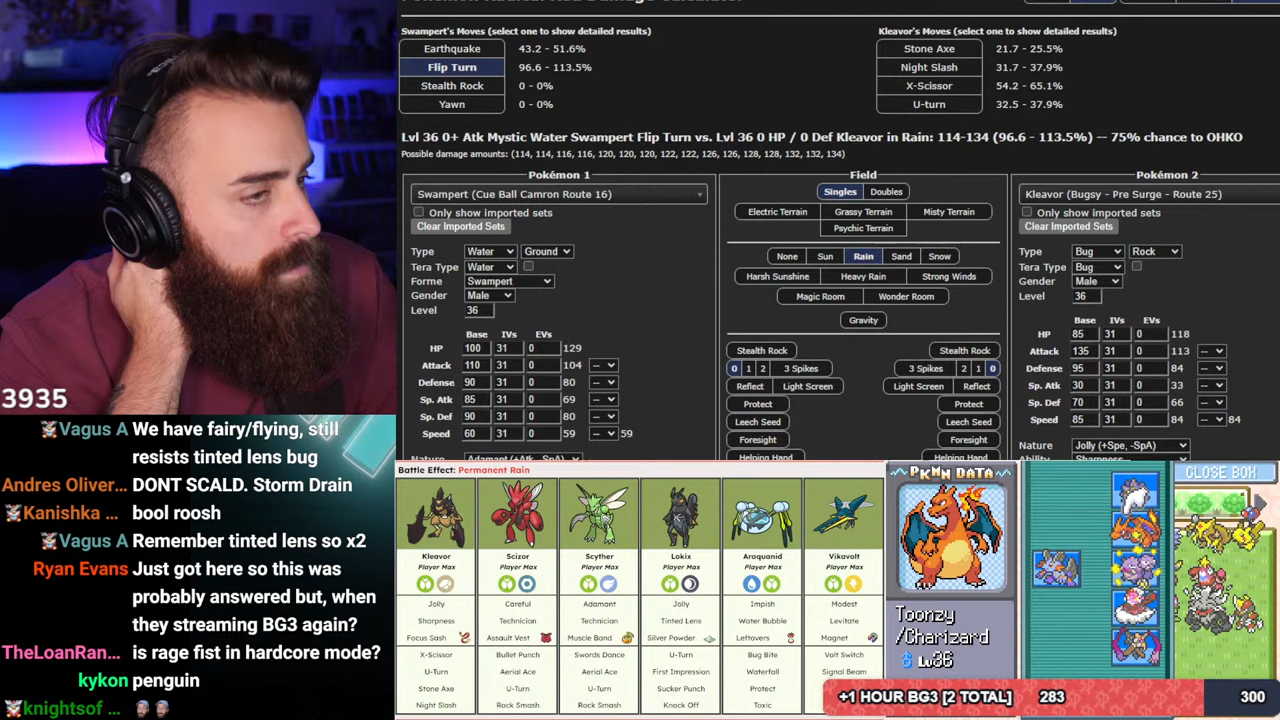 Swampert's Moves (select one to show detailed results)
Earthquake 43.2 - 51.6%
Flip Turn 96.6 - 113.5%
Stealth Rock 0 - 0%
Yawn 0 - 0%
Kleavor's Moves (select one to show detailed results)
Stone Axe 21.7 - 25.5%
Night Slash 31.7 - 37.9%
X-Scissor 54.2 - 65.1%
U-turn 32.5 - 37.9%
Lvl 36 0+ Atk Mystic Water Swampert Flip Turn vs. Lvl 36 0 HP / 0 Def Kleavor in Rain: 114-134 (96.6 - 113.5%) -- 75% chance to OHKO
Possible damage amounts: (114, 114, 116, 116, 120, 120, 120, 122, 122, 126, 126, 128, 128, 132, 132, 134)
Pokémon 1
Swampert (Cue Ball Camron Route 16)
Only show imported sets
Clear Imported Sets
Type Water Ground
Tera Type Water
Forme Swampert
Gender Male
Level 36
Base IVs EVs
HP 100 31 0 129
Attack 110 31 0 104 --
Defense 90 31 0 80 --
Sp. Atk 85 31 0 69 --
Sp. Def 90 31 0 80 --
Speed 60 31 0 59 -- 59
Field
Singles Doubles
Electric Terrain Grassy Terrain Misty Terrain
Psychic Terrain
None Sun Rain Sand Snow
Harsh Sunshine Heavy Rain Strong Winds
Magic Room Wonder Room
Gravity
Stealth Rock Stealth Rock
0 1 2 3 Spikes 3 Spikes 2 1 0
Reflect Light Screen Light Screen Reflect
Protect Protect
Leech Seed Leech Seed
Foresight Foresight
Helping Hand Helping Hand
Pokémon 2
Kleavor (Bugsy - Pre Surge - Route 25)
Only show imported sets
Clear Imported Sets
Type Bug Rock
Tera Type Bug
Gender Male
Level 36
Base IVs EVs
HP 85 31 0 118
Attack 135 31 0 113 --
Defense 95 31 0 84 --
Sp. Atk 30 31 0 33 --
Sp. Def 70 31 0 66 --
Speed 85 31 0 84 -- 84
Nature Jolly (+Spe, -SpA)
3935
Vagus A We have fairy/flying, still
resists tinted lens bug
Andres Oliver... DONT SCALD. Storm Drain
Kanishka ... bool roosh
Vagus A Remember tinted lens so x2
Ryan Evans Just got here so this was
probably answered but, when
they streaming BG3 again?
TheLoanRan... is rage fist in hardcore mode?
kykon penguin
knightsof ...
Battle Effect: Permanent Rain
Kleavor Scizor Scyther Lokix Araquanid Vikavolt
Player Max Player Max Player Max Player Max Player Max Player Max
Jolly Careful Adamant Jolly Impish Modest
Sharpness Technician Technician Tinted Lens Water Bubble Levitate
Focus Sash Assault Vest Muscle Band Silver Powder Leftovers Magnet
X-Scissor Bullet Punch Swords Dance U-Turn Bug Bite Volt Switch
U-Turn Aerial Ace Aerial Ace First Impression Waterfall Signal Beam
Stone Axe U-Turn U-Turn Sucker Punch Protect
Night Slash Rock Smash Rock Smash Knock Off Toxic
PKMN DATA
Toonzy
/Charizard
Lv36
CLOSE BOX
+1 HOUR BG3 [2 TOTAL] 283 300